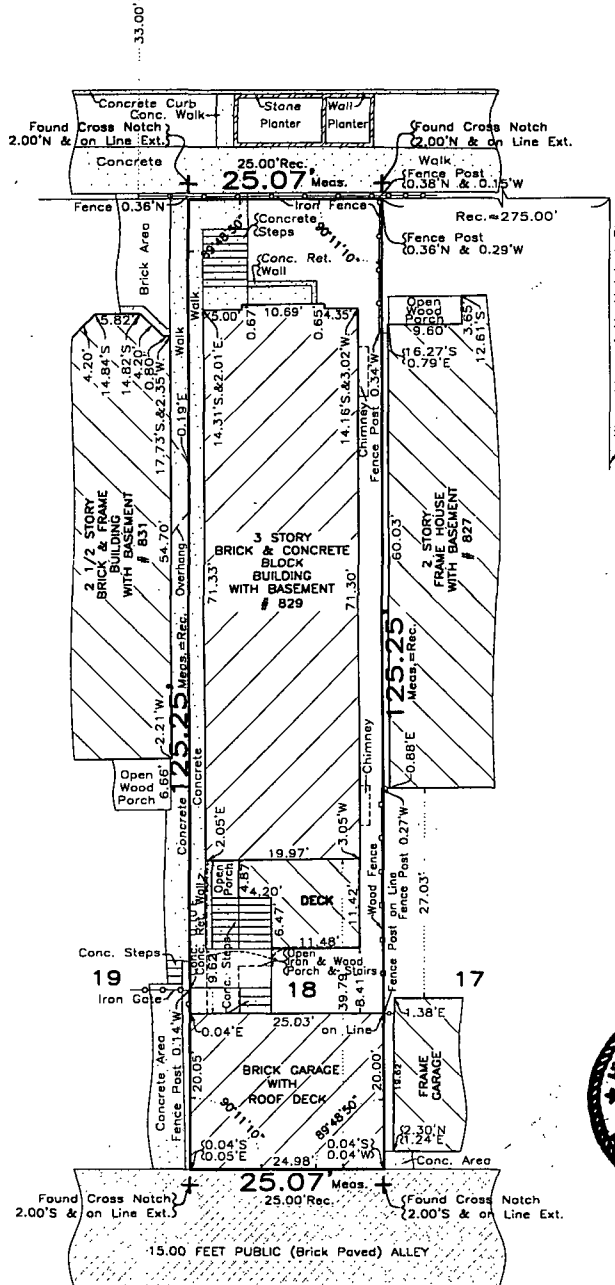 33.00'
Concrete Curb
Conc. Walk
Stone
Wall
Planter
Planter
Found Cross Notch
2.00'N & on Line Ext.
Found Cross Notch
2.00'N & on Line Ext.
Concrete
25.00'Rec.
Walk
25.07' Meas.
Fence Post
0.38'N & 0.15'W
Fence 0.36'N
Iron Fence
Rec.=275.00'
Fence Post
0.36'N & 0.29'W
Concrete
Steps
89°48'50"
90°11'10"
Conc. Ret.
Wall
Brick Area
Walk
Walk
Open
Wood
Porch
9.60'
3.65'
12.61'S
5.82'
5.00'
0.67'
10.69'
0.65'
4.35'
16.27'S
0.79'E
4.20'
14.84'S
14.82'S
4.20'
0.80'
17.73'S.&2.35'W
0.19'E
14.31'S.&2.01'E
14.16'S.&3.02'W
Chimney
Fence Post 0.34'W
2 1/2 STORY
BRICK & FRAME
BUILDING
WITH BASEMENT
# 831
54.70'
Overhang
71.33'
3 STORY
BRICK & CONCRETE
BLOCK
BUILDING
WITH BASEMENT
# 829
71.30'
60.03'
2 STORY
FRAME HOUSE
WITH BASEMENT
# 827
125.25' Meas.=Rec.
125.25 Meas.=Rec.
2.21'W
0.88'E
Open
Wood
Porch
6.66'
Concrete
Concrete
Chimney
2.05'E
3.05'W
19.97'
Fence Post 0.27'W
27.03'
Open
Porch
4.87'
4.20'
DECK
11.42'
Wood Fence
Fence Post on Line
Conc. Ret. Wall
6.47'
11.48'
Conc. Steps
9.62'
Conc. Steps
Open
Iron & Wood
Porch & Stairs
19
18
17
Iron Gate
39.79'
8.41'
0.04'E
25.03'
on Line
1.38'E
Concrete Area
Fence Post 0.14'W
20.05'
BRICK GARAGE
WITH
ROOF DECK
20.00'
19.62'
FRAME
GARAGE
90°11'10"
89°48'50"
0.04'S
0.05'E
0.04'S
0.04'W
2.30'N
1.24'E
24.98'
Conc. Area
25.07' Meas.
25.00'Rec.
Found Cross Notch
2.00'S & on Line Ext.
Found Cross Notch
2.00'S & on Line Ext.
15.00 FEET PUBLIC (Brick Paved) ALLEY